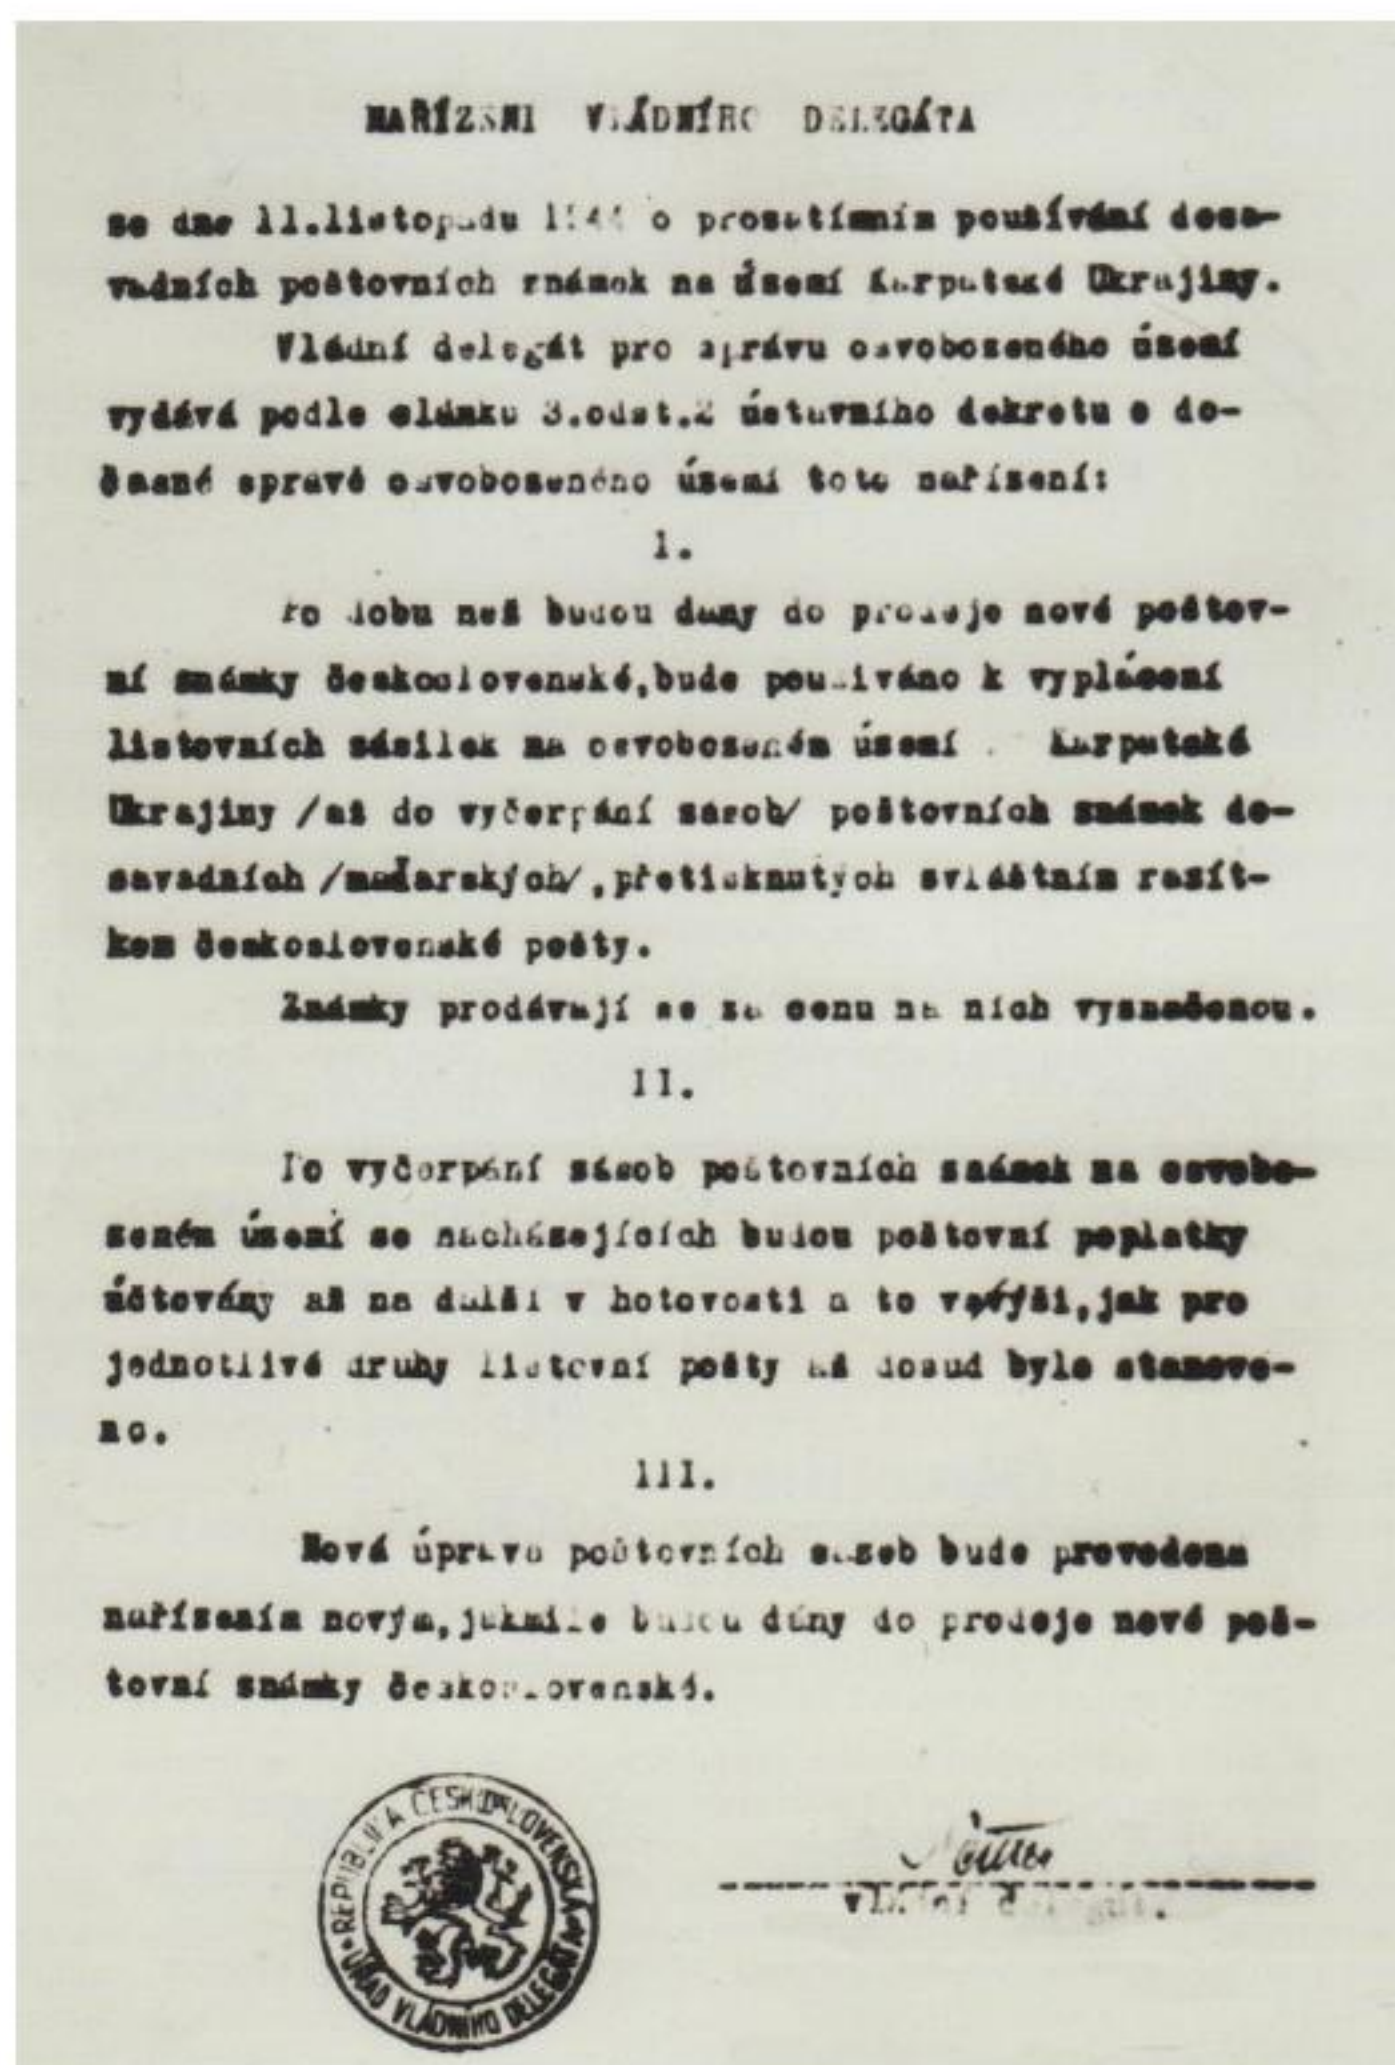 NAŘÍZENI VLÁDNÍHO DELEGÁTA
ze dne 11.listopadu 1944 o prozatímním používání dosa-
vadních poštovních známek na území Karpatské Ukrajiny.
Vládní delegát pro správu osvobozeného území
vydává podle článku 3.odst.2 ústavního dekretu o do-
časné správě osvobozeného území toto nařízení:
1.
Po dobu než budou dány do prodeje nové poštov-
ní známky československé,bude používáno k vyplácení
listovních zásilek na osvobozeném území Karpatské
Ukrajiny /až do vyčerpání zásob/ poštovních známek do-
savadních /maďarských/,přetisknutých zvláštním razít-
kem československé pošty.
Známky prodávají se za cenu na nich vyznačenou.
11.
Po vyčerpání zásob poštovních známek na osvobo-
zeném území se nacházejících budou poštovní poplatky
účtovány až na další v hotovosti a to výši,jak pro
jednotlivé druhy listovní pošty až dosud bylo stanove-
no.
111.
Nová úprava poštovních sazeb bude provedena
nařízením novým,jakmile budou dány do prodeje nové poš-
tovní známky československé.
REPUBLIKA ČESKOSLOVENSKÁ
ÚŘAD VLÁDNÍHO DELEGÁTA
vládní delegát.